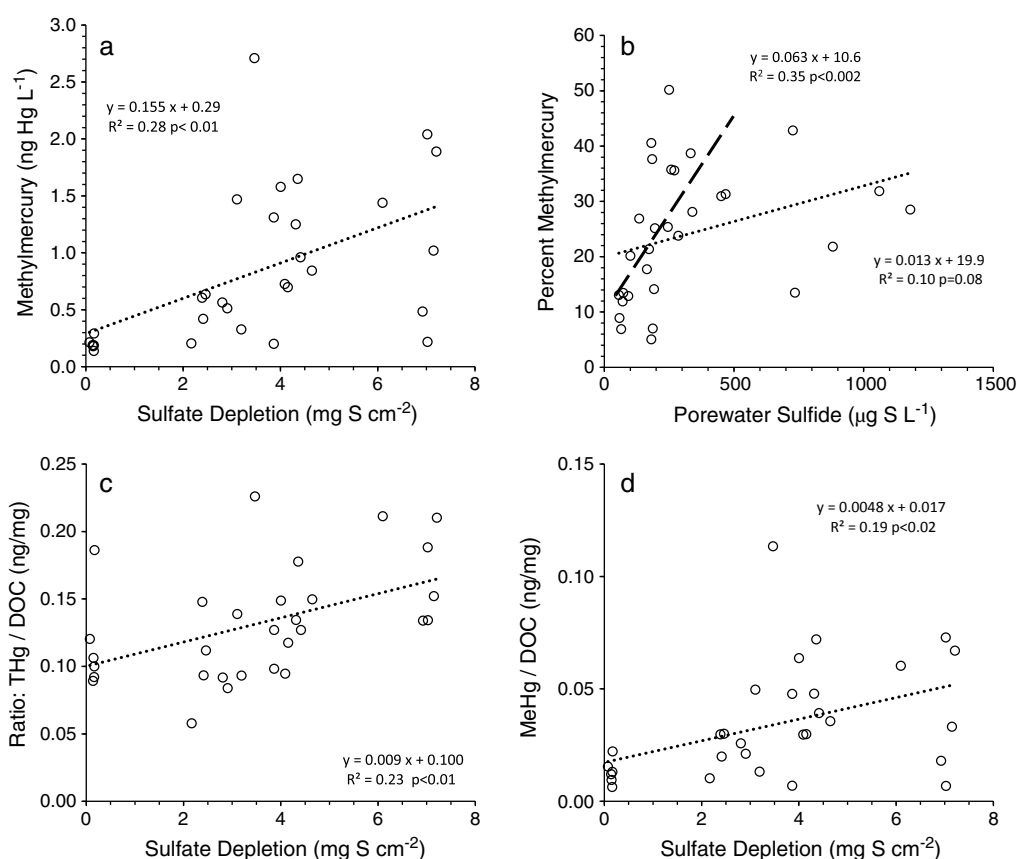 a
y = 0.155 x + 0.29
R² = 0.28 p< 0.01
Methylmercury (ng Hg L⁻¹)
3.0
2.5
2.0
1.5
1.0
0.5
0.0
0 2 4 6 8
Sulfate Depletion (mg S cm⁻²)
b
y = 0.063 x + 10.6
R² = 0.35 p<0.002
y = 0.013 x + 19.9
R² = 0.10 p=0.08
Percent Methylmercury
60
50
40
30
20
10
0
0 500 1000 1500
Porewater Sulfide (µg S L⁻¹)
c
Ratio: THg / DOC (ng/mg)
0.25
0.20
0.15
0.10
0.05
0.00
y = 0.009 x + 0.100
R² = 0.23 p<0.01
0 2 4 6 8
Sulfate Depletion (mg S cm⁻²)
d
y = 0.0048 x + 0.017
R² = 0.19 p<0.02
MeHg / DOC (ng/mg)
0.15
0.10
0.05
0.00
0 2 4 6 8
Sulfate Depletion (mg S cm⁻²)